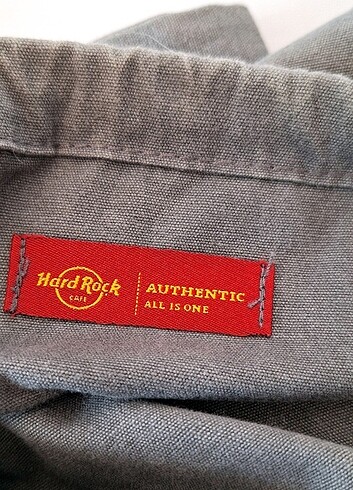 Hard Rock
CAFE
AUTHENTIC
ALL IS ONE